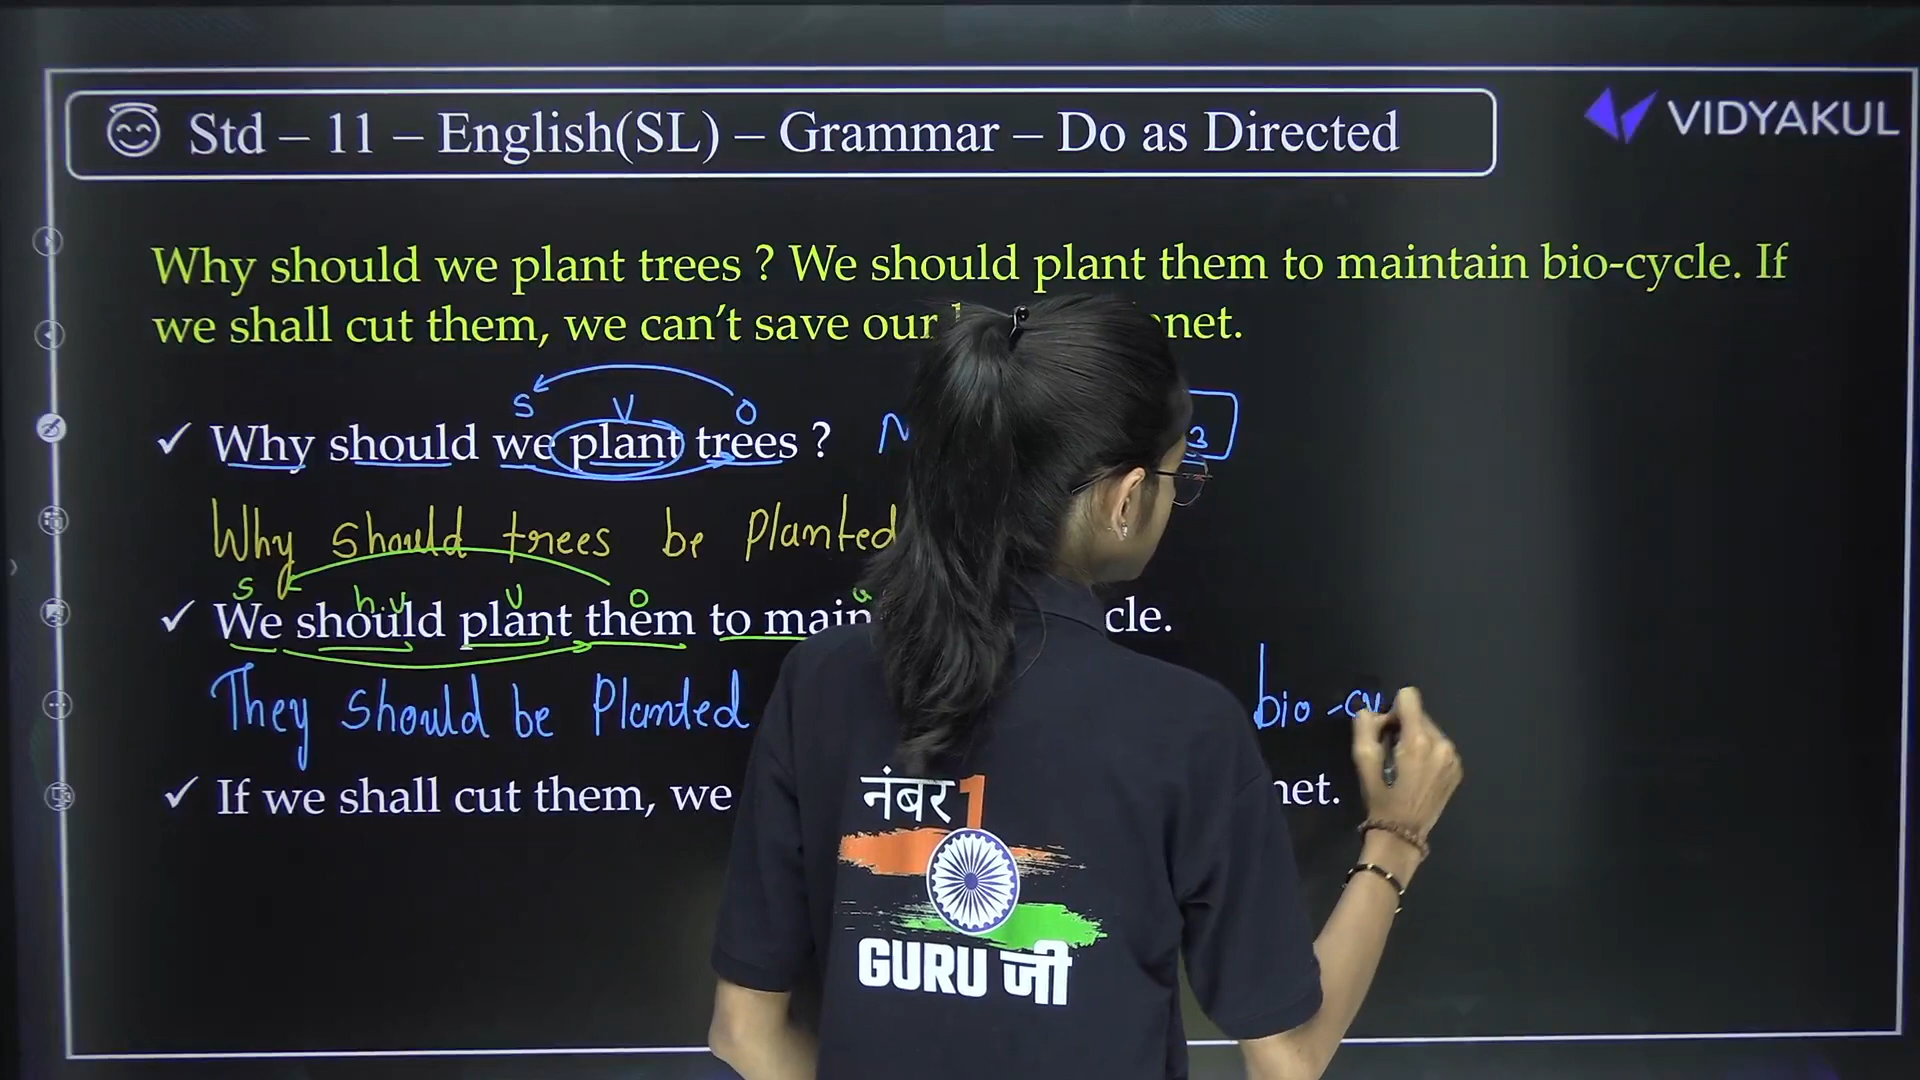 Std – 11 – English(SL) – Grammar – Do as Directed
VIDYAKUL
Why should we plant trees ? We should plant them to maintain bio-cycle. If
we shall cut them, we can’t save our net.
S V O
Why should we plant trees ? 3
Why should trees be Planted
S h.v V O
We should plant them to main cle.
They should be Planted bio-cy
If we shall cut them, we net.
नंबर 1
GURU जी